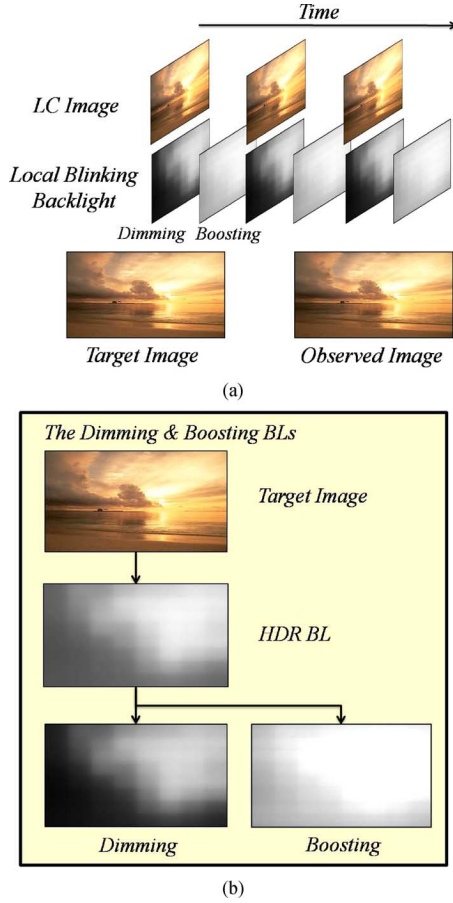 Time
LC Image
Local Blinking
Backlight
Dimming Boosting
Target Image
Observed Image
(a)
The Dimming & Boosting BLs
Target Image
HDR BL
Dimming
Boosting
(b)